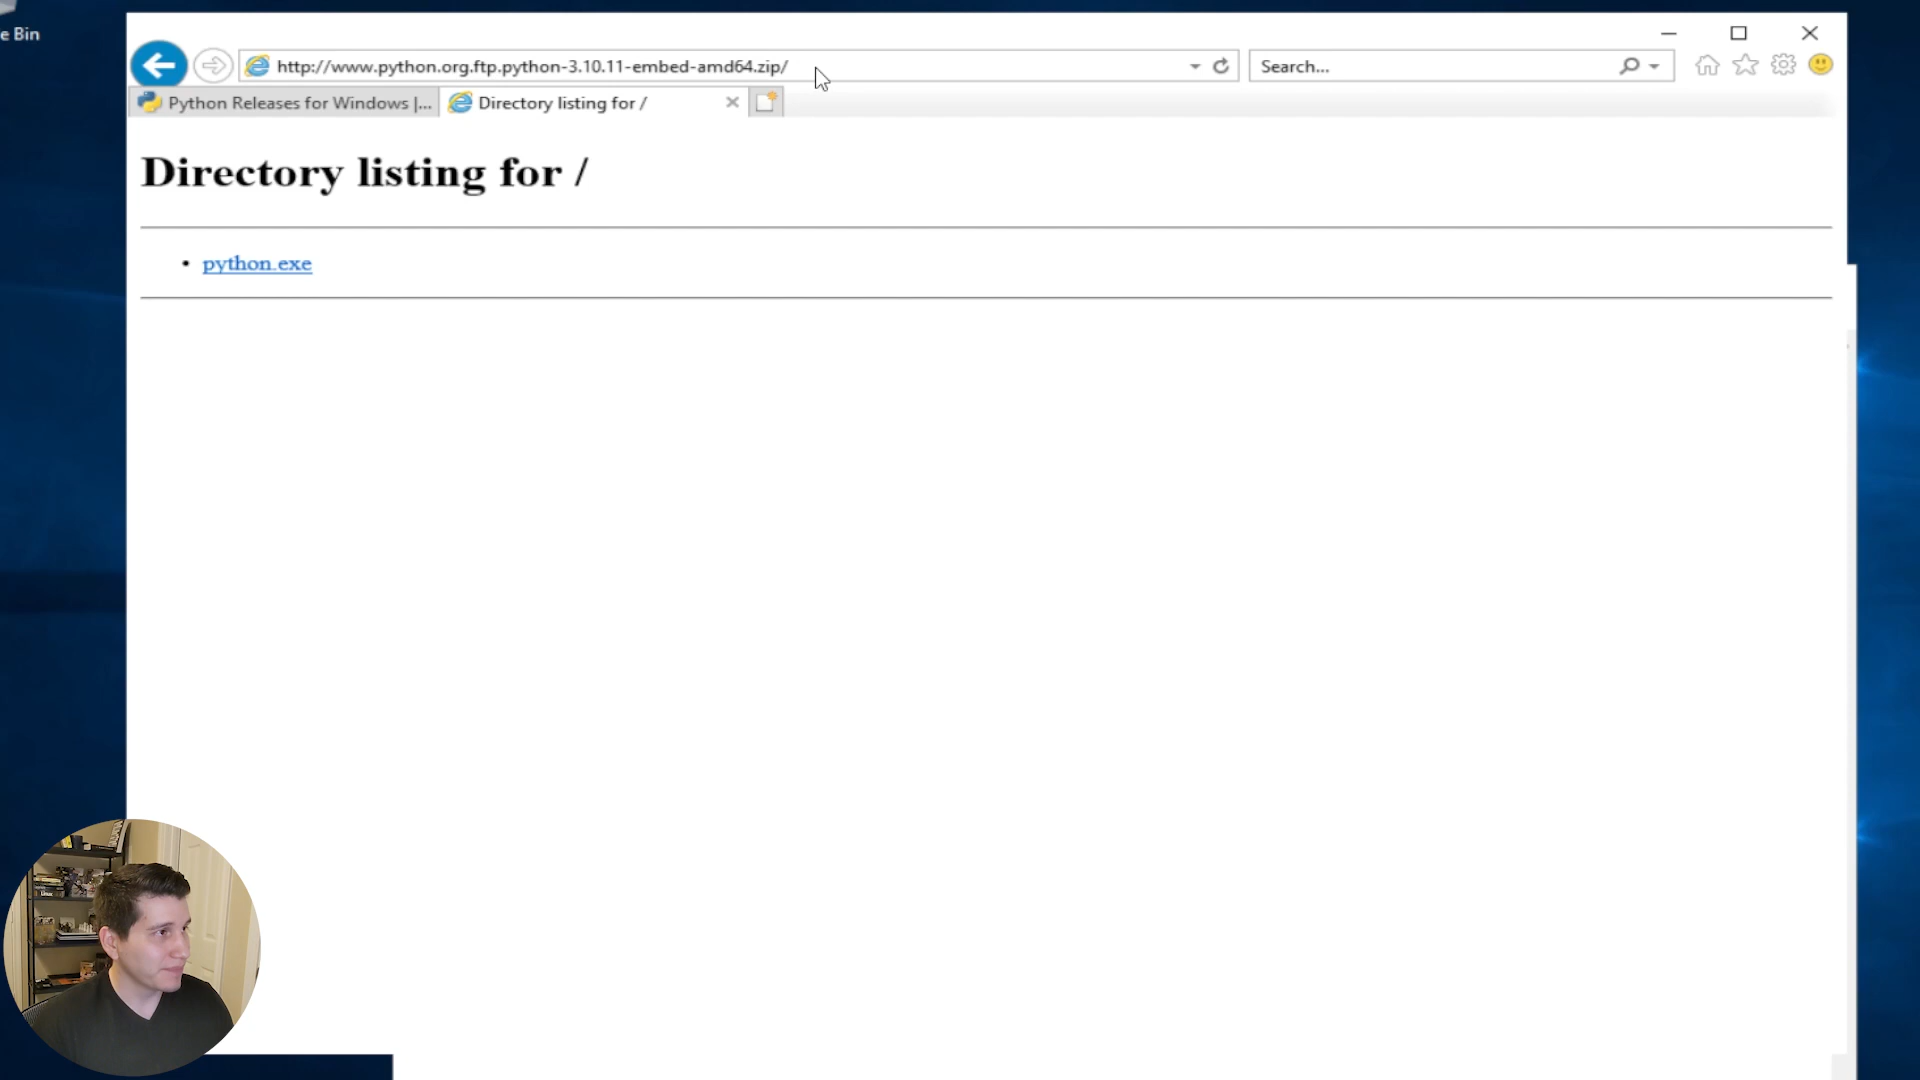 e Bin
http://www.python.org.ftp.python-3.10.11-embed-amd64.zip/
Search...
Python Releases for Windows |...
Directory listing for /
Directory listing for /
python.exe